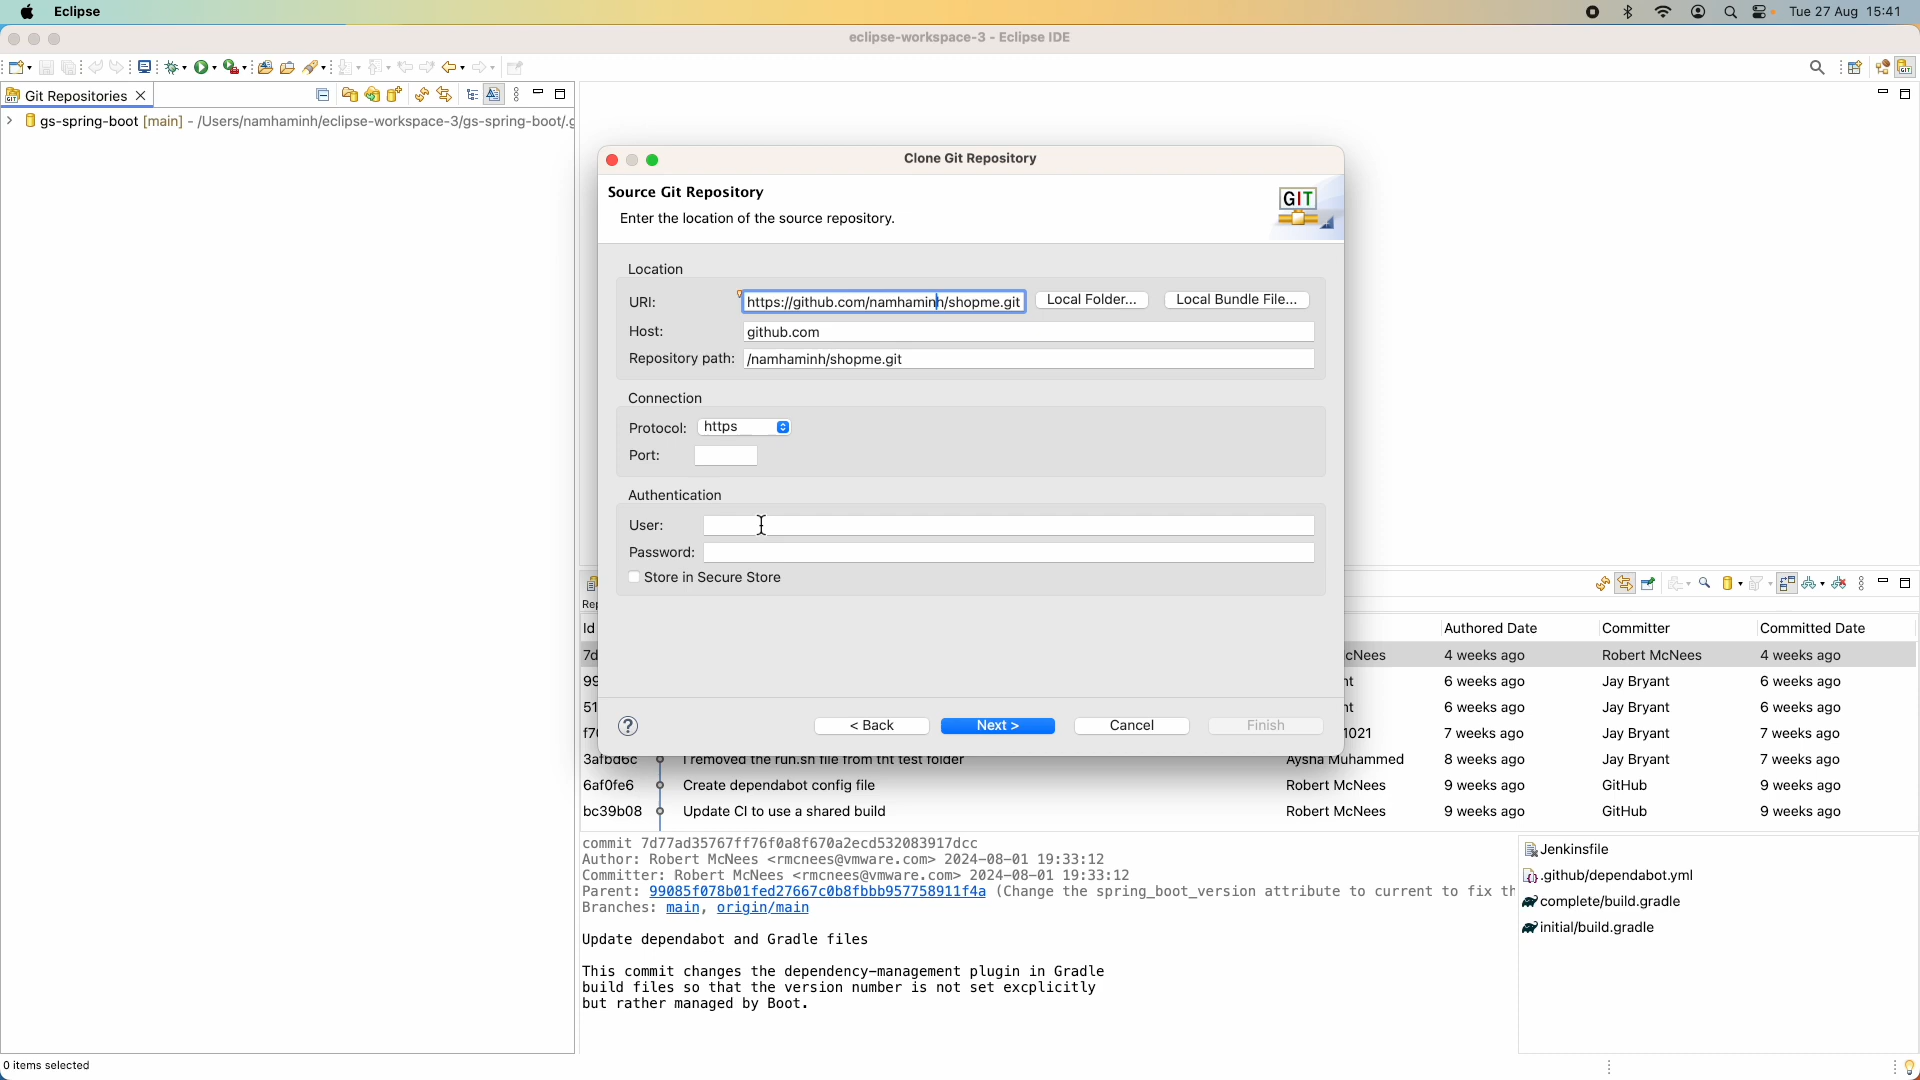 Eclipse
Tue 27 Aug 15:41
eclipse-workspace-3 - Eclipse IDE
Git Repositories
gs-spring-boot [main] - /Users/namhaminh/eclipse-workspace-3/gs-spring-boot/.g
Clone Git Repository
Source Git Repository
Enter the location of the source repository.
GIT
Location
URI: https://github.com/namhaminh/shopme.git Local Folder... Local Bundle File...
Host: github.com
Repository path: /namhaminh/shopme.git
Connection
Protocol: https
Port:
Authentication
User:
Password:
Store in Secure Store
< Back Next > Cancel Finish
Rep
Id Authored Date Committer Committed Date
7d cNees 4 weeks ago Robert McNees 4 weeks ago
99 nt 6 weeks ago Jay Bryant 6 weeks ago
51 nt 6 weeks ago Jay Bryant 6 weeks ago
f70 1021 7 weeks ago Jay Bryant 7 weeks ago
3afbd6c I removed the run.sh file from tht test folder Aysha Muhammed 8 weeks ago Jay Bryant 7 weeks ago
6af0fe6 Create dependabot config file Robert McNees 9 weeks ago GitHub 9 weeks ago
bc39b08 Update CI to use a shared build Robert McNees 9 weeks ago GitHub 9 weeks ago
commit 7d77ad35767ff76f0a8f670a2ecd532083917dcc
Author: Robert McNees <rmcnees@vmware.com> 2024-08-01 19:33:12
Committer: Robert McNees <rmcnees@vmware.com> 2024-08-01 19:33:12
Parent: 99085f078b01fed27667c0b8fbbb957758911f4a (Change the spring_boot_version attribute to current to fix th
Branches: main, origin/main
Update dependabot and Gradle files
This commit changes the dependency-management plugin in Gradle
build files so that the version number is not set excplicitly
but rather managed by Boot.
Jenkinsfile
.github/dependabot.yml
complete/build.gradle
initial/build.gradle
0 items selected